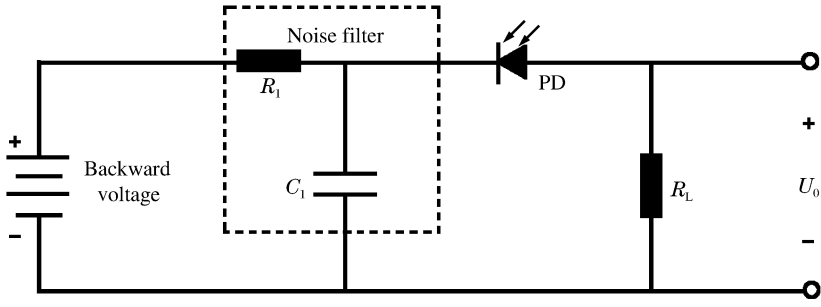 Noise filter
R1
PD
+
+
Backward
voltage
C1
RL
U0
−
−